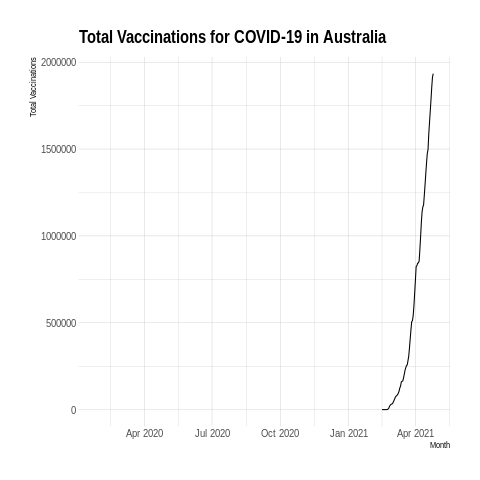 Total Vaccinations for COVID-19 in Australia
Total Vaccinations
2000000
1500000
1000000
500000
0
Apr 2020 Jul 2020 Oct 2020 Jan 2021 Apr 2021
Month